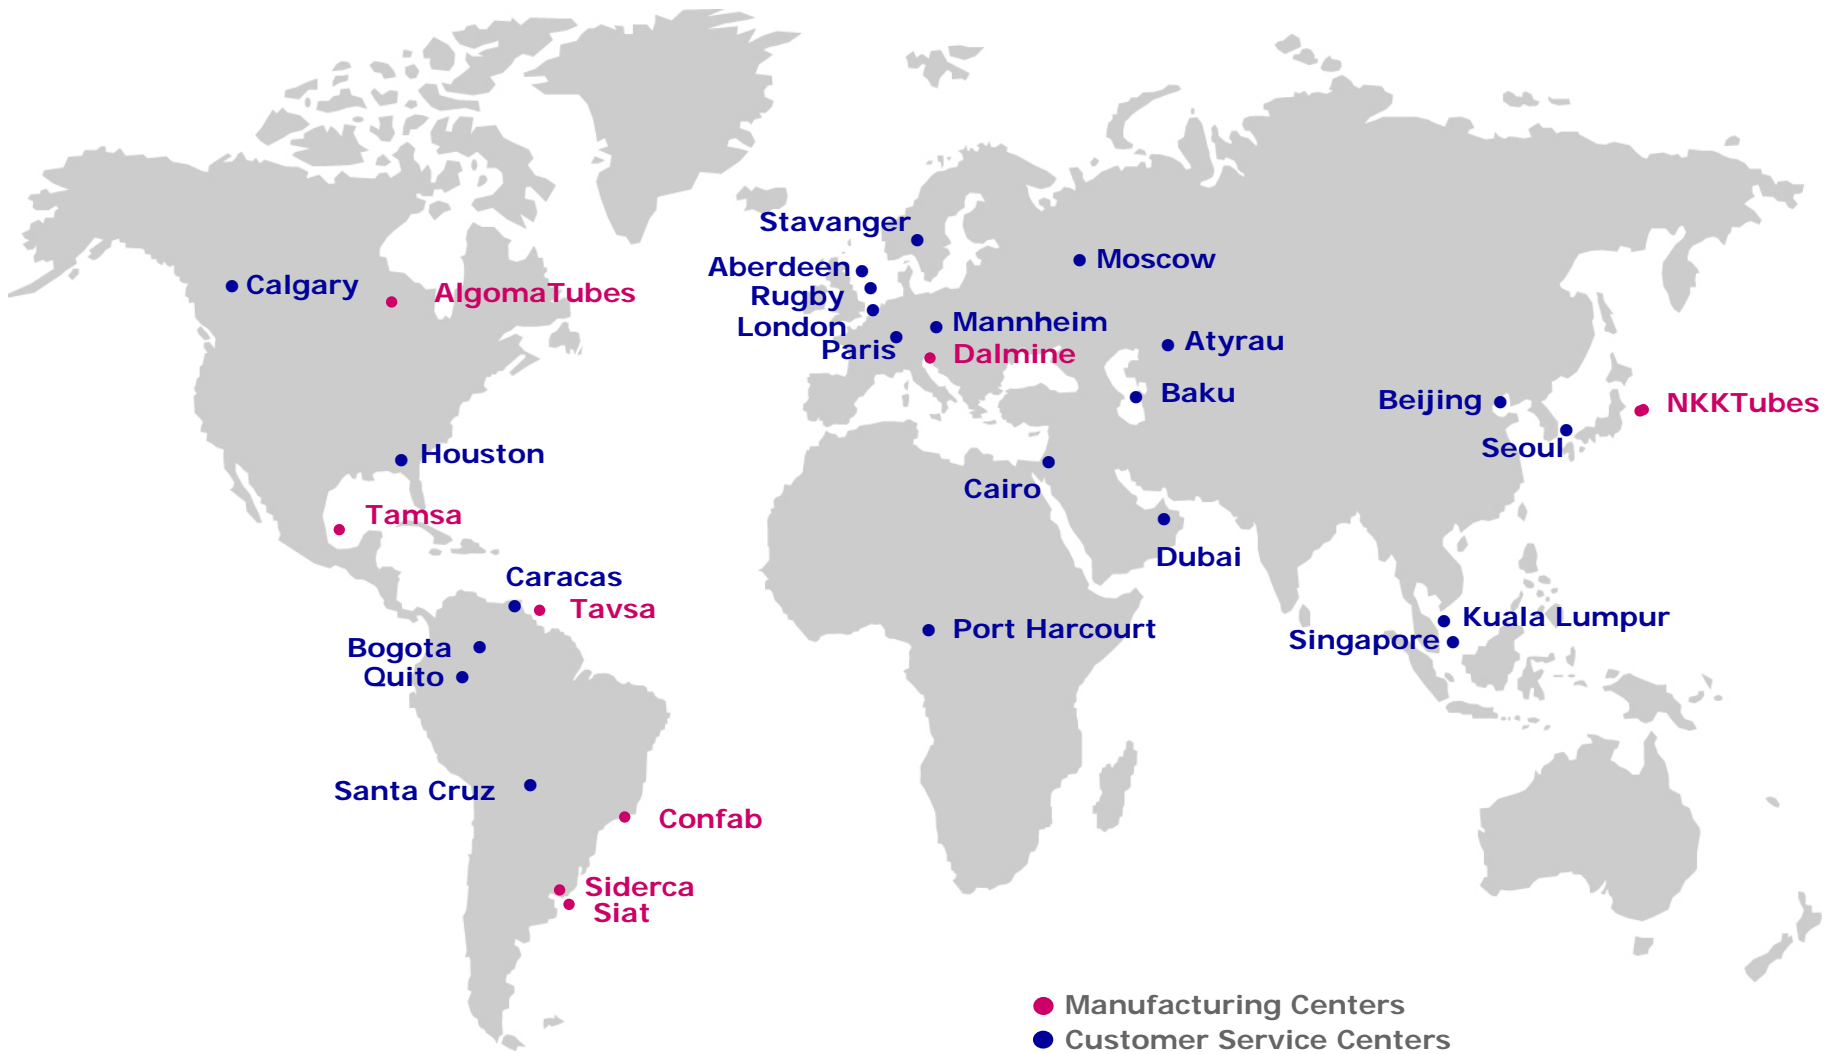 Stavanger
Aberdeen
Moscow
Calgary
AlgomaTubes
Rugby
London
Mannheim
Paris
Dalmine
Atyrau
Baku
Beijing
NKKTubes
Houston
Seoul
Cairo
Tamsa
Dubai
Caracas
Tavsa
Kuala Lumpur
Port Harcourt
Singapore
Bogota
Quito
Santa Cruz
Confab
Siderca
Siat
Manufacturing Centers
Customer Service Centers